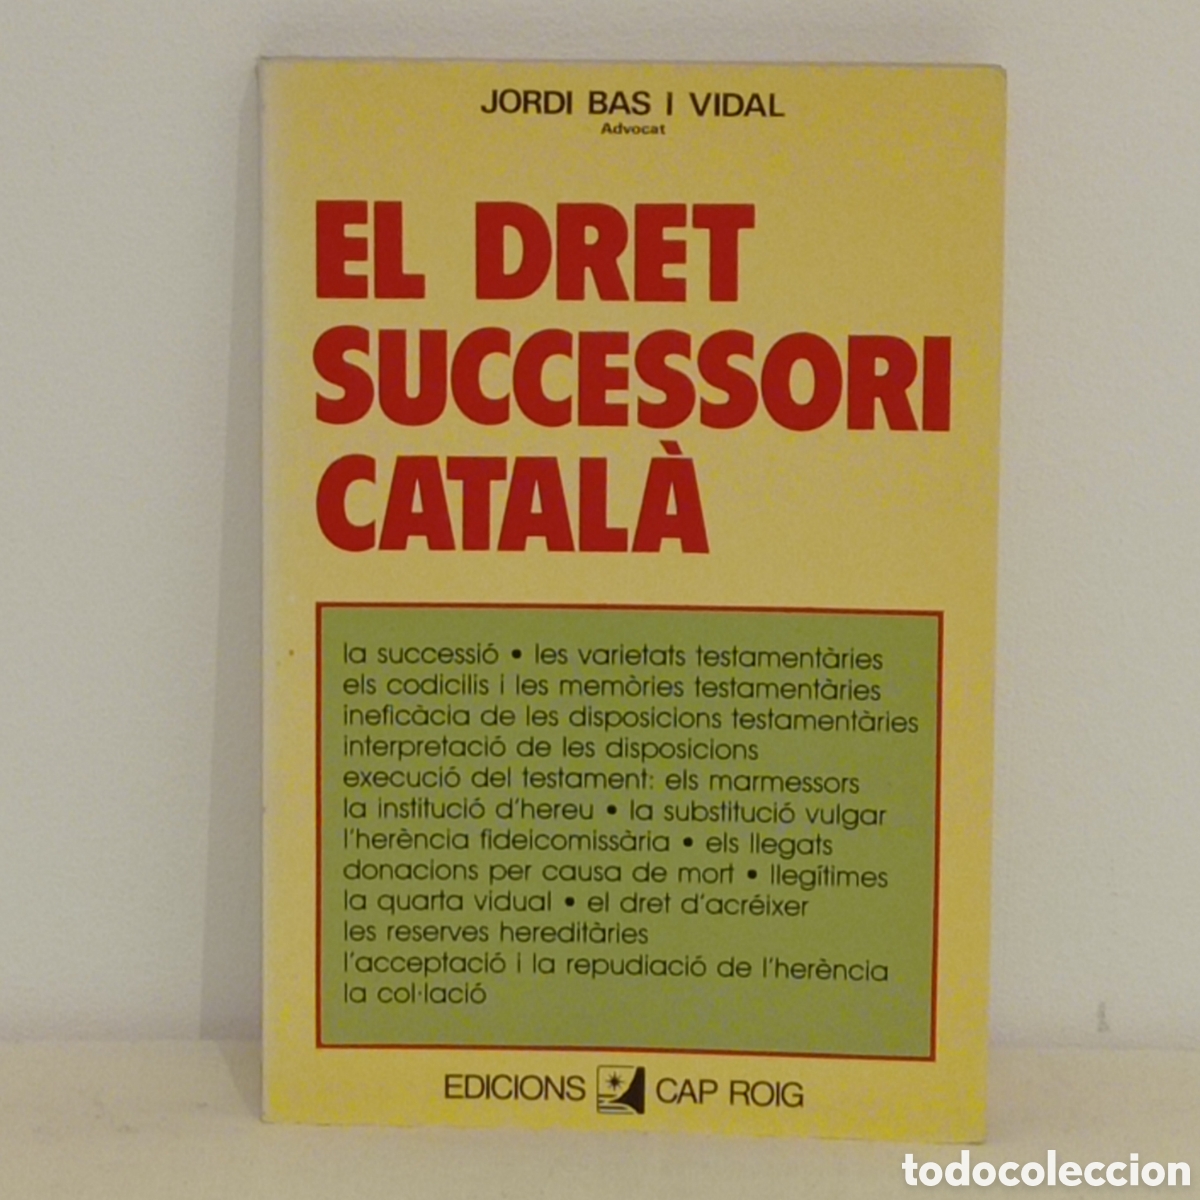 JORDI BAS I VIDAL
Advocat
EL DRET
SUCCESSORI
CATALÀ
la successió • les varietats testamentàries
els codicilis i les memòries testamentàries
ineficàcia de les disposicions testamentàries
interpretació de les disposicions
execució del testament: els marmessors
la institució d'hereu • la substitució vulgar
l'herència fideicomissària • els llegats
donacions per causa de mort • llegítimes
la quarta vidual • el dret d'acréixer
les reserves hereditàries
l'acceptació i la repudiació de l'herència
la col·lació
EDICIONS CAP ROIG
todocoleccion